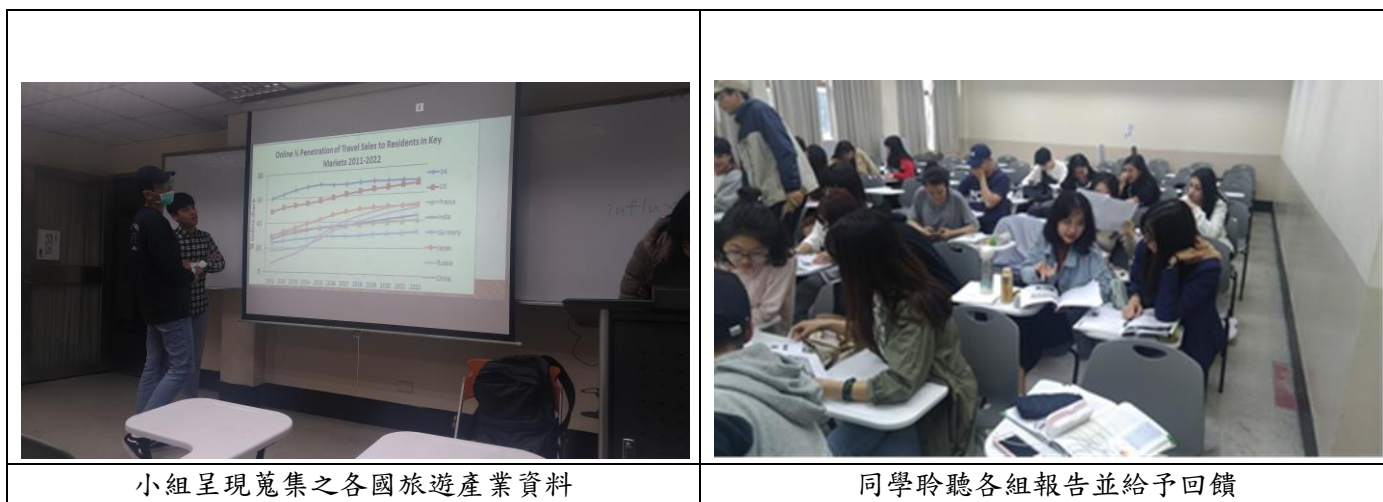 Online % Penetration of Travel Sales to Residents in Key
Markets 2011-2022
UK
US
France
India
Germany
Japan
Russia
China
小組呈現蒐集之各國旅遊產業資料
同學聆聽各組報告並給予回饋